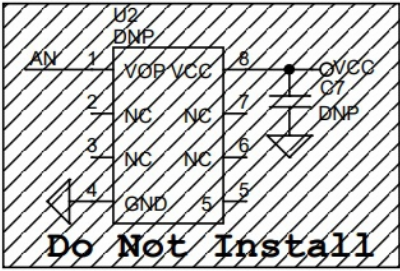 U2
DNP
AN 1 VOP VCC 8 VCC
C7
2 NC NC 7 DNP
3 NC NC 6
4 GND 5 5
Do Not Install